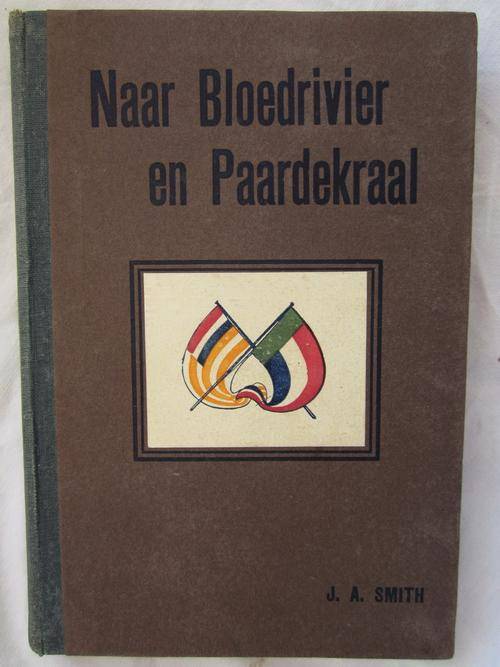 Naar Bloedrivier
en Paardekraal
J. A. SMITH